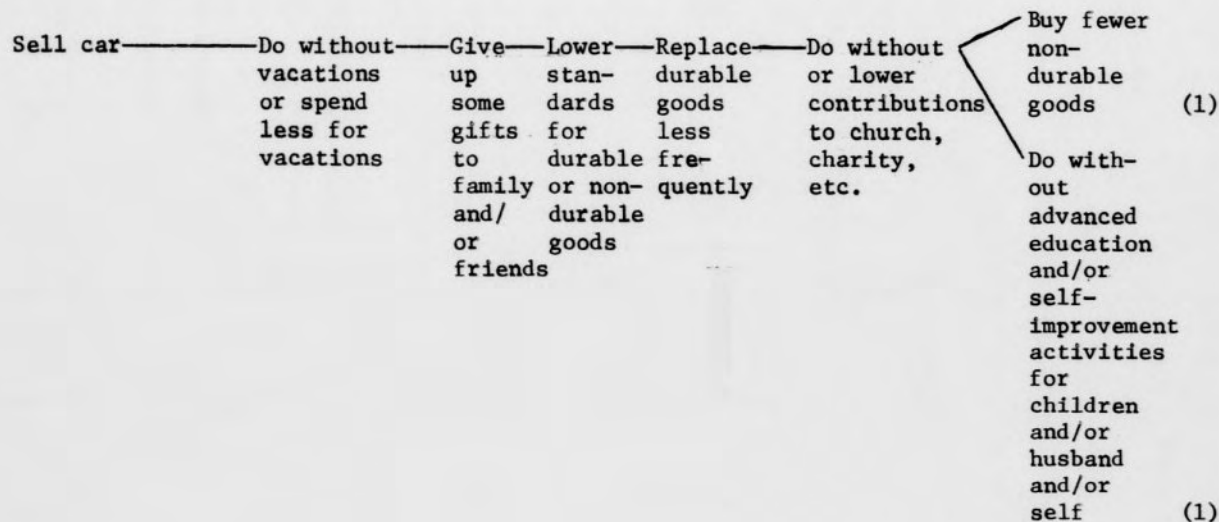 Sell car
Do without
vacations
or spend
less for
vacations
Give
up
some
gifts
to
family
and/
or
friends
Lower
stan-
dards
for
durable
or non-
durable
goods
Replace
durable
goods
less
fre-
quently
Do without
or lower
contributions
to church,
charity,
etc.
Buy fewer
non-
durable
goods (1)
Do with-
out
advanced
education
and/or
self-
improvement
activities
for
children
and/or
husband
and/or
self (1)